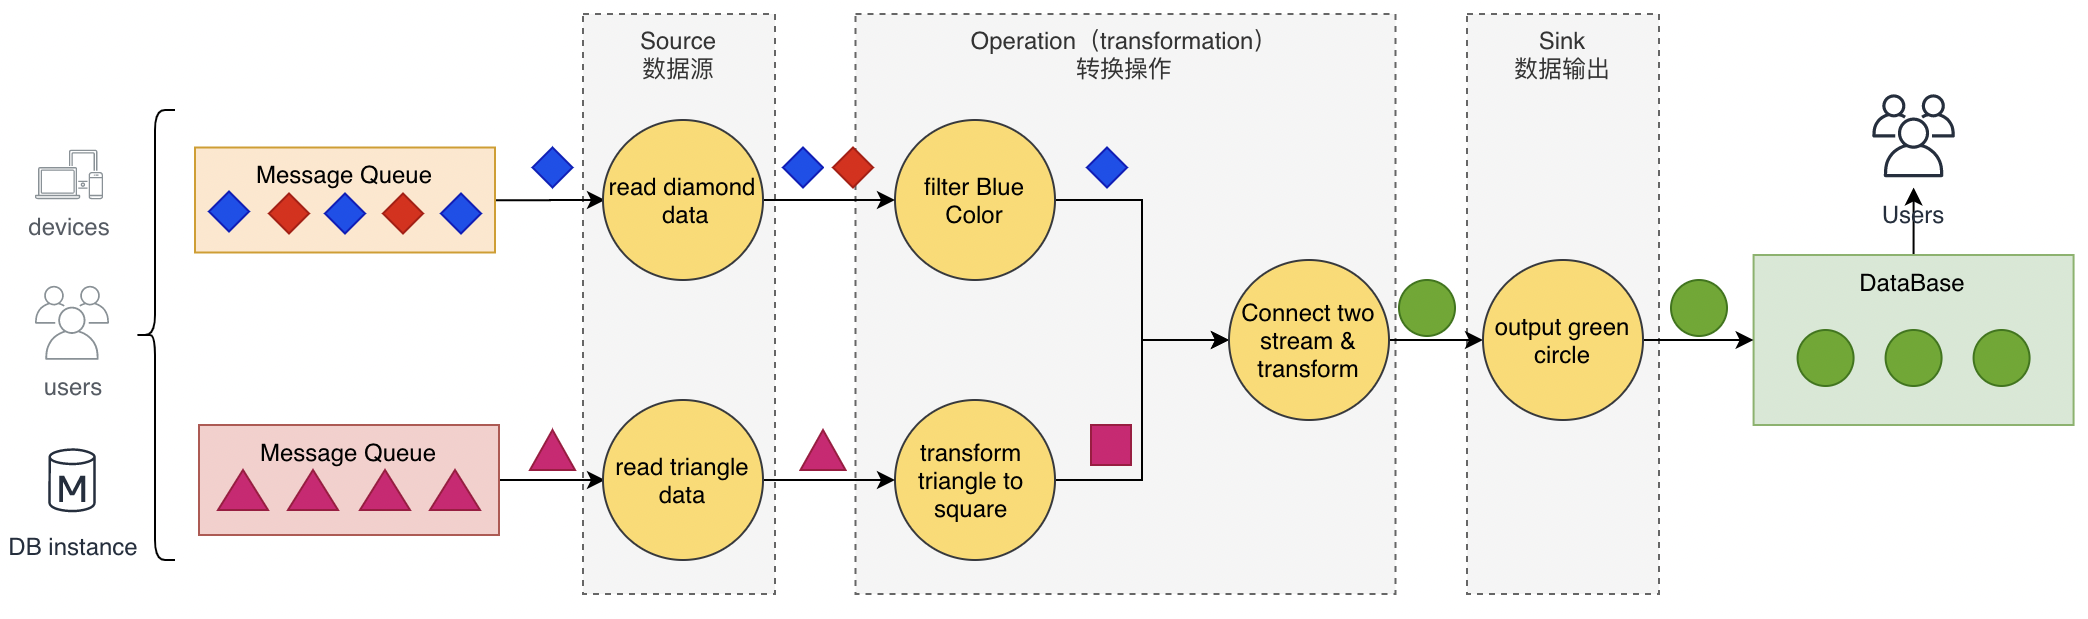 Source
数据源
Operation（transformation）
转换操作
Sink
数据输出
devices
users
DB instance
Message Queue
Message Queue
read diamond
data
read triangle
data
filter Blue
Color
transform
triangle to
square
Connect two
stream &
transform
output green
circle
Users
DataBase
M